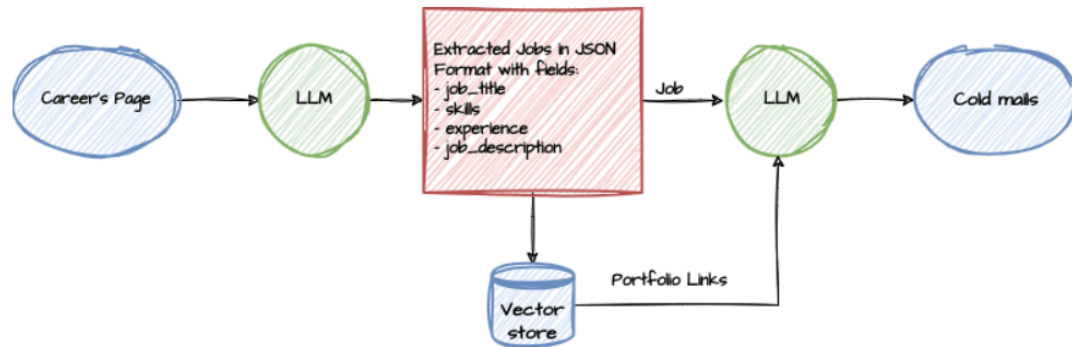 Career's Page
LLM
Extracted Jobs in JSON
Format with fields:
- job_title
- skills
- experience
- job_description
Job
LLM
Cold mails
Vector
store
Portfolio Links